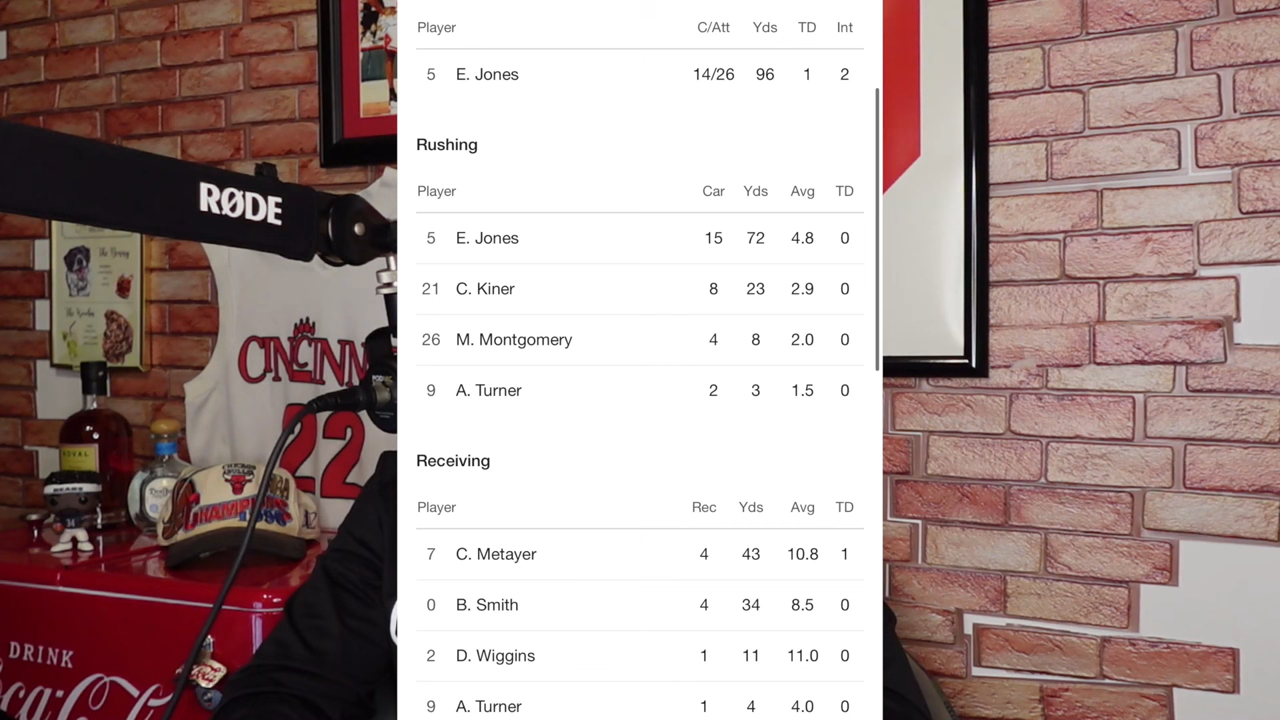 Player C/Att Yds TD Int
5 E. Jones 14/26 96 1 2
Rushing
Player Car Yds Avg TD
5 E. Jones 15 72 4.8 0
21 C. Kiner 8 23 2.9 0
26 M. Montgomery 4 8 2.0 0
9 A. Turner 2 3 1.5 0
Receiving
Player Rec Yds Avg TD
7 C. Metayer 4 43 10.8 1
0 B. Smith 4 34 8.5 0
2 D. Wiggins 1 11 11.0 0
9 A. Turner 1 4 4.0 0
RØDE
CINCINN
22
BEARS
CHAMPIONS
1996
DRINK
Coca-Cola